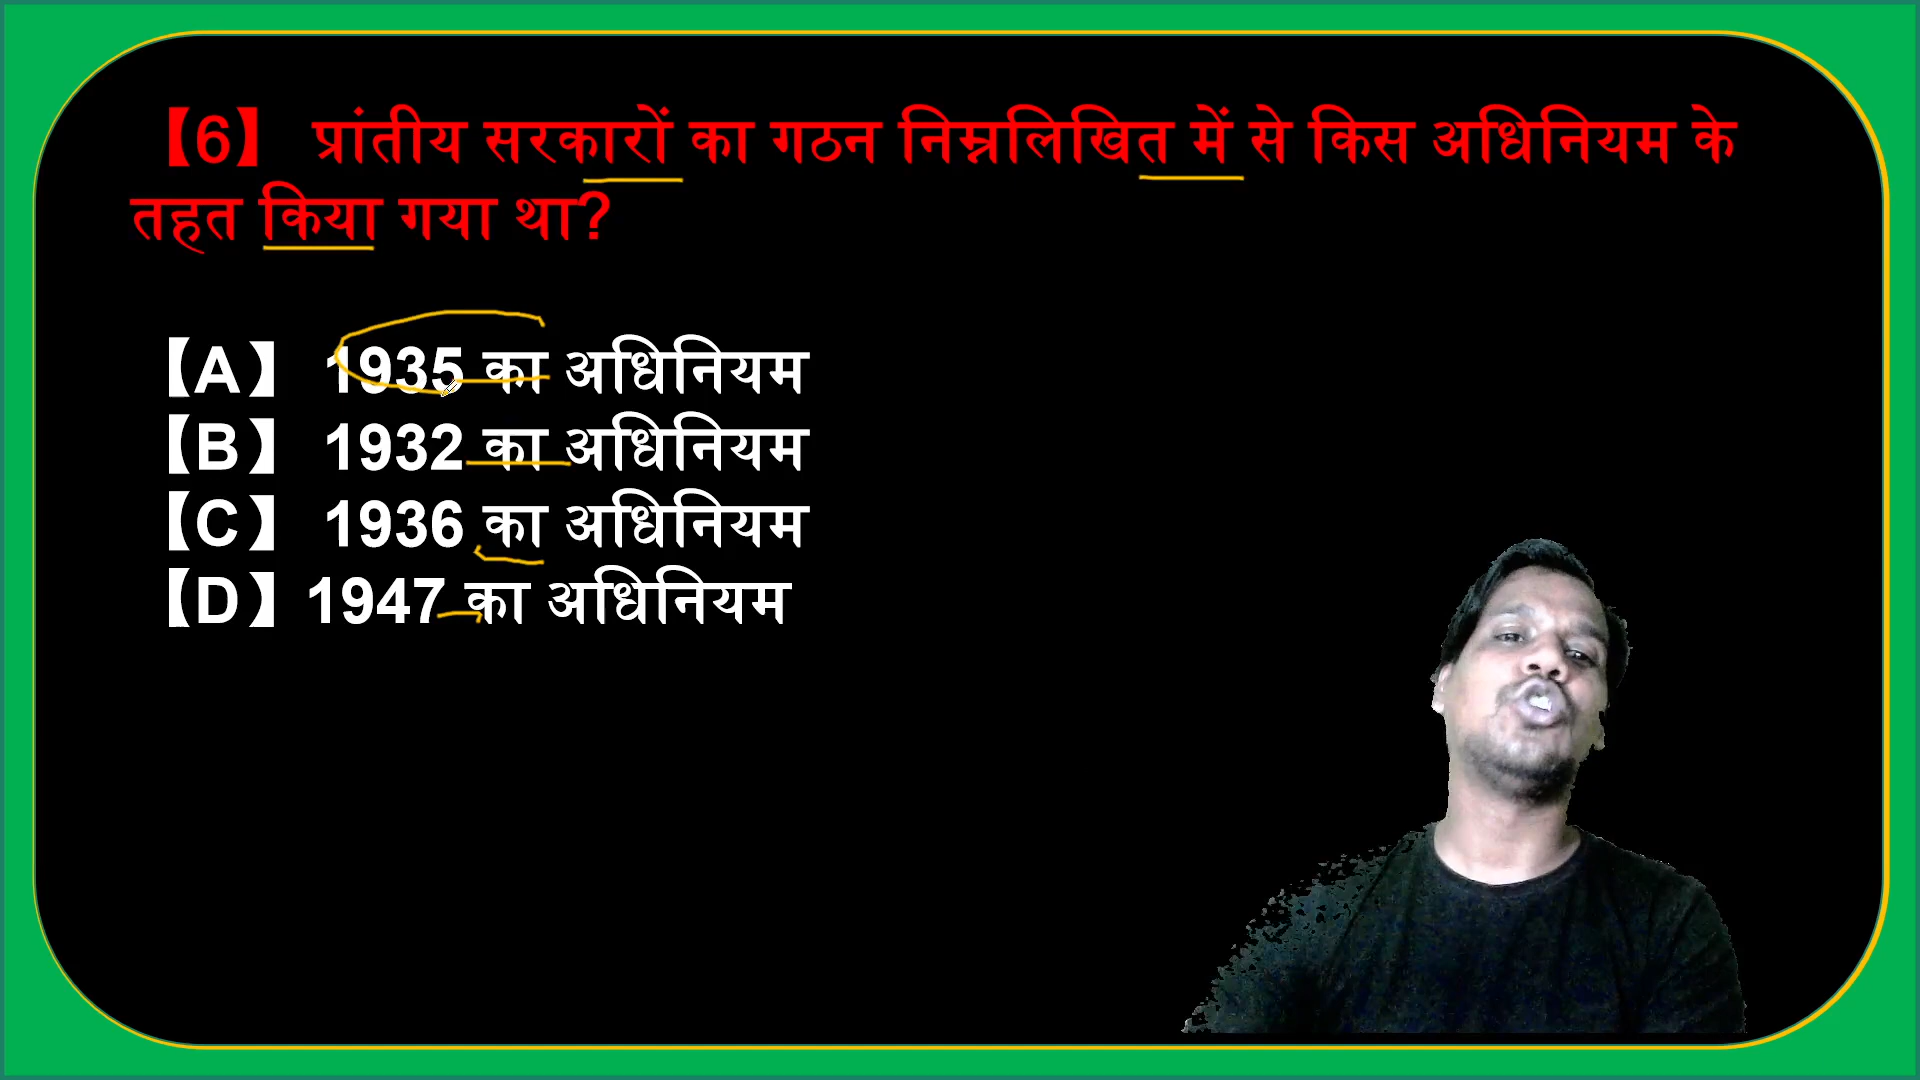 【6】 प्रांतीय सरकारों का गठन निम्नलिखित में से किस अधिनियम के
तहत किया गया था?
【A】 1935 का अधिनियम
【B】 1932 का अधिनियम
【C】 1936 का अधिनियम
【D】1947 का अधिनियम